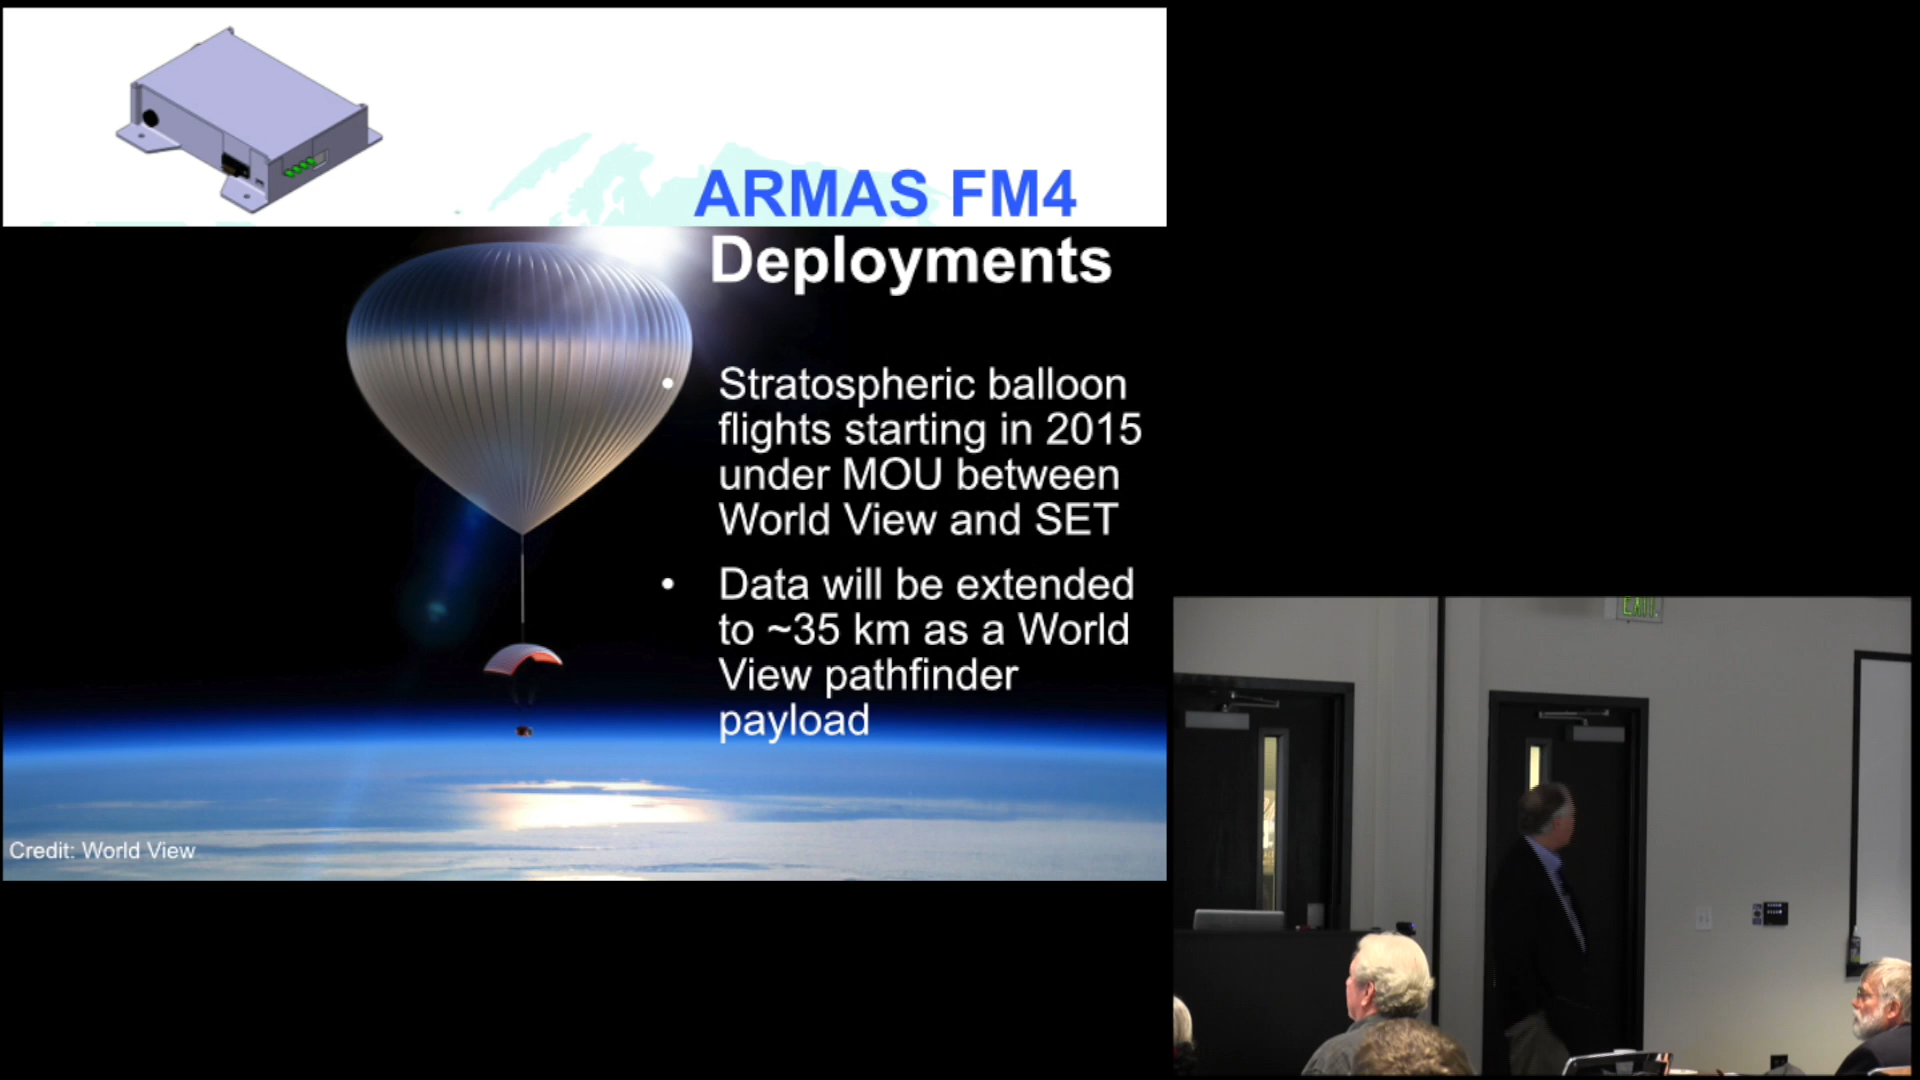 ARMAS FM4
Deployments
• Stratospheric balloon
flights starting in 2015
under MOU between
World View and SET
• Data will be extended
to ~35 km as a World
View pathfinder
payload
Credit: World View
EXIT